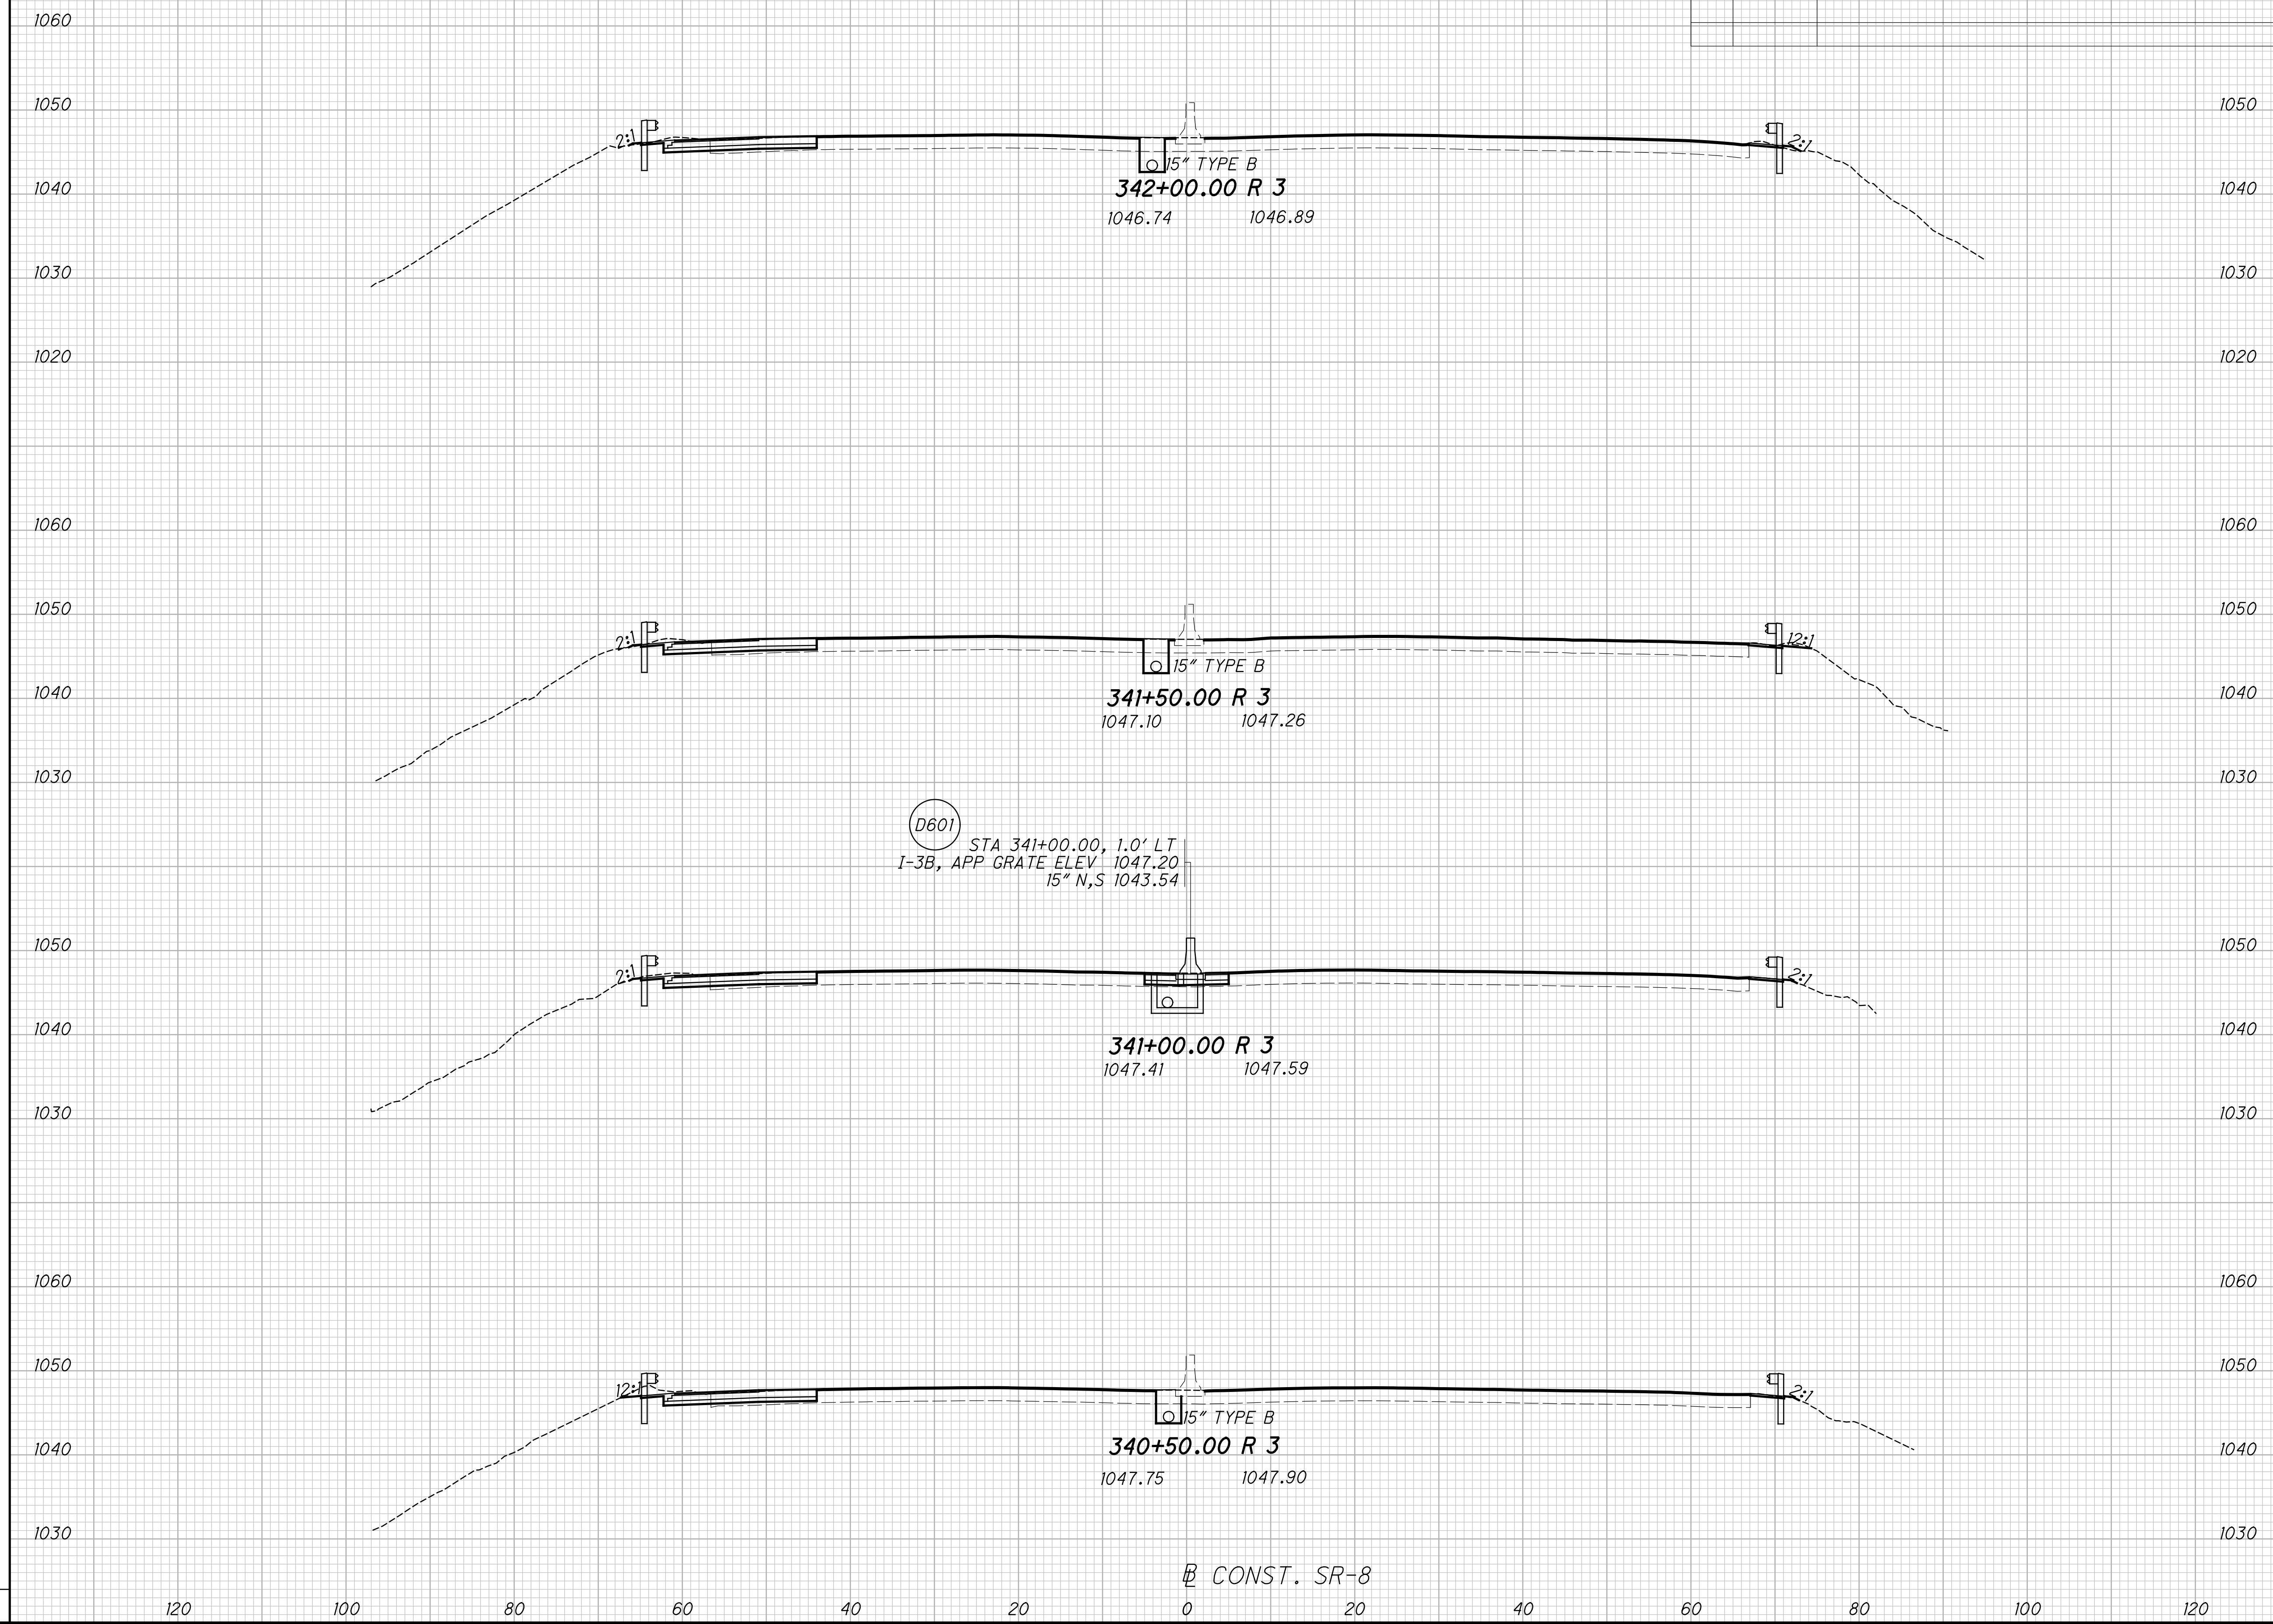 1060
1050 1050
2:1 2:1
15" TYPE B
1040 342+00.00 R 3 1040
1046.74 1046.89
1030 1030
1020 1020
1060 1060
1050 1050
2:1 12:1
15" TYPE B
1040 341+50.00 R 3 1040
1047.10 1047.26
1030 1030
D601
STA 341+00.00, 1.0' LT
I-3B, APP GRATE ELEV 1047.20
15" N,S 1043.54
1050 1050
2:1 2:1
1040 1040
341+00.00 R 3
1047.41 1047.59
1030 1030
1060 1060
1050 1050
12:1 2:1
15" TYPE B
1040 340+50.00 R 3 1040
1047.75 1047.90
1030 1030
BL CONST. SR-8
120 100 80 60 40 20 0 20 40 60 80 100 120